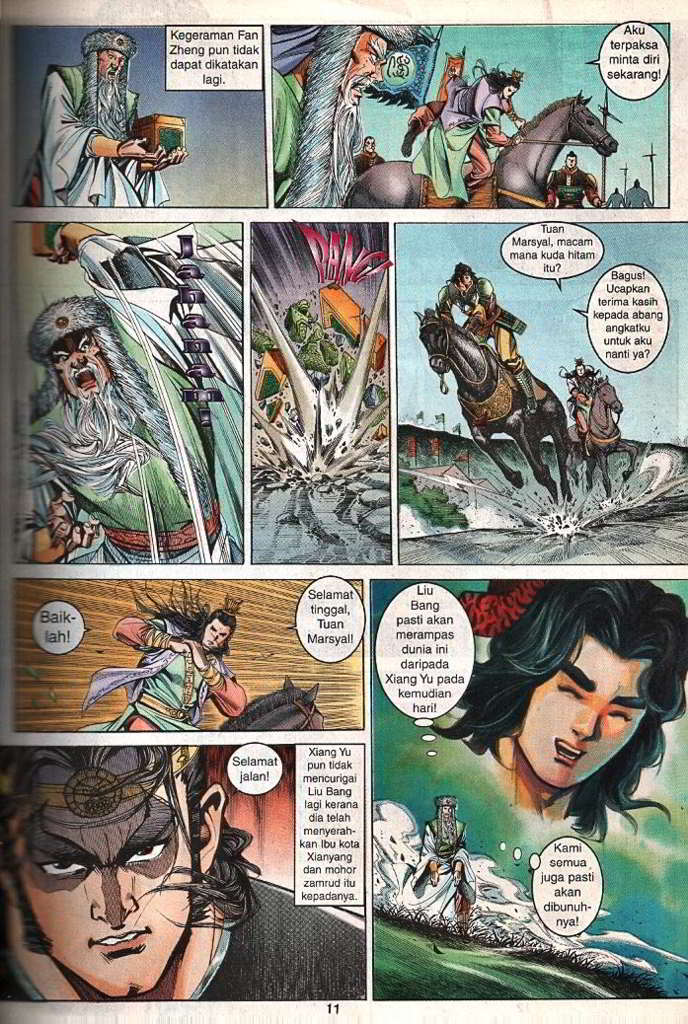 Kegeraman Fan
Zheng pun tidak
dapat dikatakan
lagi.
Aku
terpaksa
minta diri
sekarang!
Jahanam!
PANG
Tuan
Marsyal, macam
mana kuda hitam
itu?
Bagus!
Ucapkan
terima kasih
kepada abang
angkatku
untuk aku
nanti ya?
Baik-
lah!
Selamat
tinggal,
Tuan
Marsyal!
Liu
Bang
pasti akan
merampas
dunia ini
daripada
Xiang Yu pada
kemudian
hari!
Selamat
jalan!
Xiang Yu
pun tidak
mencurigai
Liu Bang
lagi kerana
dia telah
menyerah-
kan Ibu kota
Xianyang
dan mohor
zamrud itu
kepadanya.
Kami
semua
juga pasti
akan
dibunuh-
nya!
11